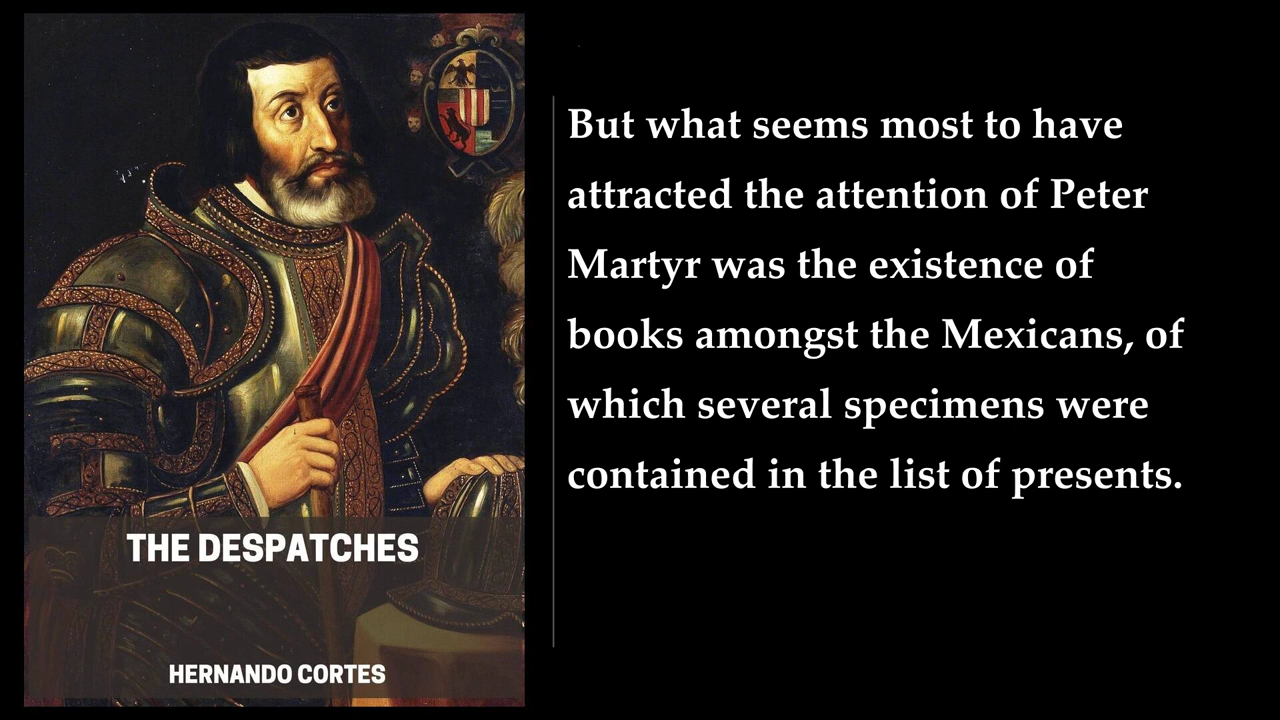 THE DESPATCHES
HERNANDO CORTES
But what seems most to have
attracted the attention of Peter
Martyr was the existence of
books amongst the Mexicans, of
which several specimens were
contained in the list of presents.